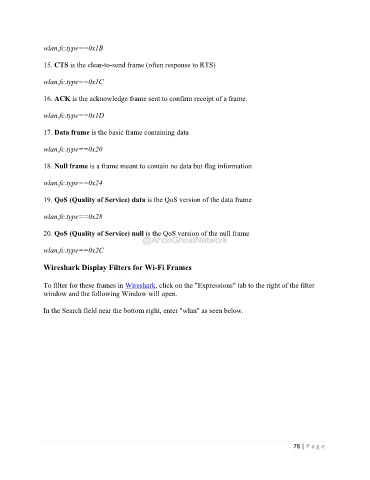 wlan.fc.type==0x1B
15. CTS is the clear-to-send frame (often response to RTS)
wlan.fc.type==0x1C
16. ACK is the acknowledge frame sent to confirm receipt of a frame.
wlan.fc.type==0x1D
17. Data frame is the basic frame containing data
wlan.fc.type==0x20
18. Null frame is a frame meant to contain no data but flag information
wlan.fc.type==0x24
19. QoS (Quality of Service) data is the QoS version of the data frame
wlan.fc.type==0x28
20. QoS (Quality of Service) null is the QoS version of the null frame
@AnonGhostNetwork
wlan.fc.type==0x2C
Wireshark Display Filters for Wi-Fi Frames
To filter for these frames in Wireshark, click on the "Expressions" tab to the right of the filter
window and the following Window will open.
In the Search field near the bottom right, enter "wlan" as seen below.
78 | Page